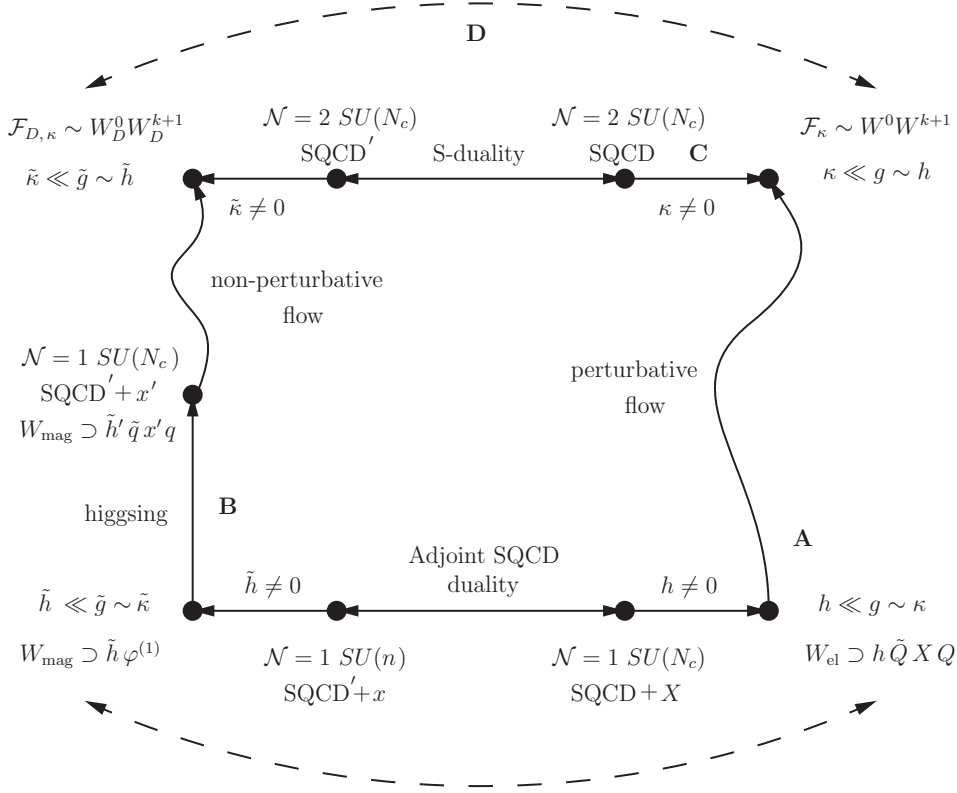 D
𝒩 = 2 SU(N_c)
SQCD′
𝒩 = 2 SU(N_c)
SQCD
S-duality
C
ℱ_{D, κ} ∼ W_D^0 W_D^{k+1}
κ̃ ≪ g̃ ∼ h̃
ℱ_κ ∼ W^0 W^{k+1}
κ ≪ g ∼ h
κ̃ ≠ 0
κ ≠ 0
non-perturbative
flow
𝒩 = 1 SU(N_c)
SQCD′ + x′
W_mag ⊃ h̃′ q̃ x′ q
perturbative
flow
higgsing
B
A
Adjoint SQCD
duality
h̃ ≠ 0
h ≠ 0
h̃ ≪ g̃ ∼ κ̃
W_mag ⊃ h̃ φ^{(1)}
h ≪ g ∼ κ
W_el ⊃ h Q̃ X Q
𝒩 = 1 SU(n)
SQCD′ + x
𝒩 = 1 SU(N_c)
SQCD + X